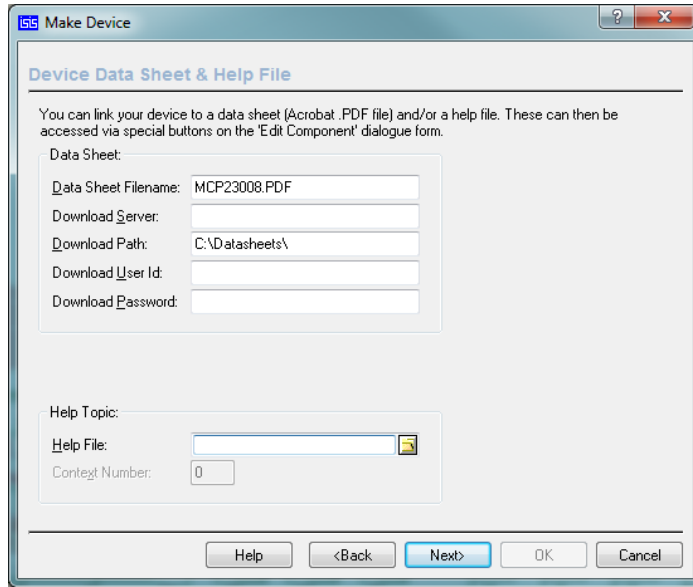 isis Make Device
Device Data Sheet & Help File
You can link your device to a data sheet (Acrobat .PDF file) and/or a help file. These can then be
accessed via special buttons on the 'Edit Component' dialogue form.
Data Sheet:
Data Sheet Filename: MCP23008.PDF
Download Server:
Download Path: C:\Datasheets\
Download User Id:
Download Password:
Help Topic:
Help File:
Context Number: 0
Help <Back Next> OK Cancel